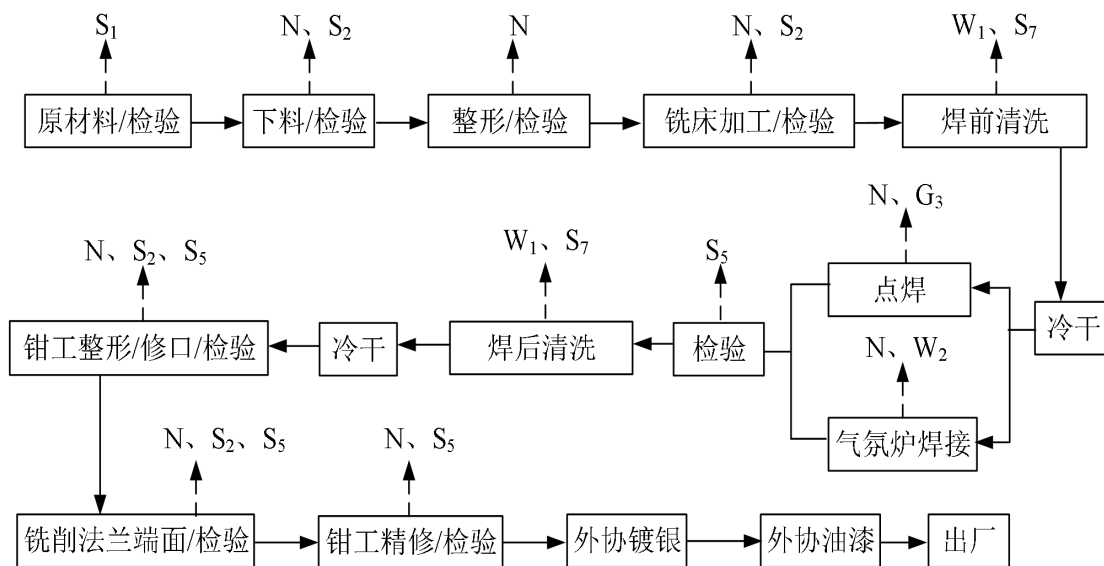 S₁
N、S₂
N
N、S₂
W₁、S₇
原材料/检验
下料/检验
整形/检验
铣床加工/检验
焊前清洗
N、G₃
点焊
冷干
N、W₂
气氛炉焊接
S₅
检验
W₁、S₇
焊后清洗
冷干
N、S₂、S₅
钳工整形/修口/检验
N、S₂、S₅
N、S₅
铣削法兰端面/检验
钳工精修/检验
外协镀银
外协油漆
出厂